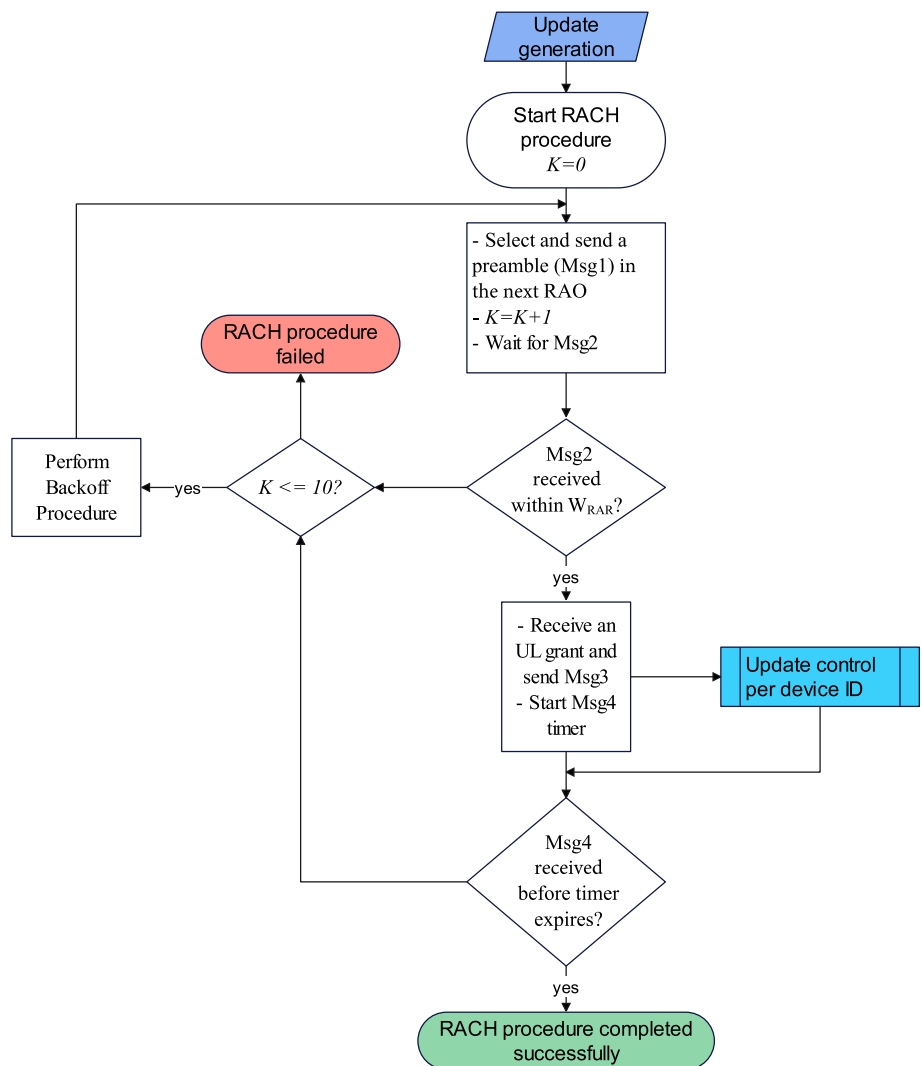 Update
generation
Start RACH
procedure
K=0
- Select and send a
preamble (Msg1) in
the next RAO
- K=K+1
- Wait for Msg2
RACH procedure
failed
Perform
Backoff
Procedure
yes
K <= 10?
Msg2
received
within WRAR?
yes
- Receive an
UL grant and
send Msg3
- Start Msg4
timer
Update control
per device ID
Msg4
received
before timer
expires?
yes
RACH procedure completed
successfully